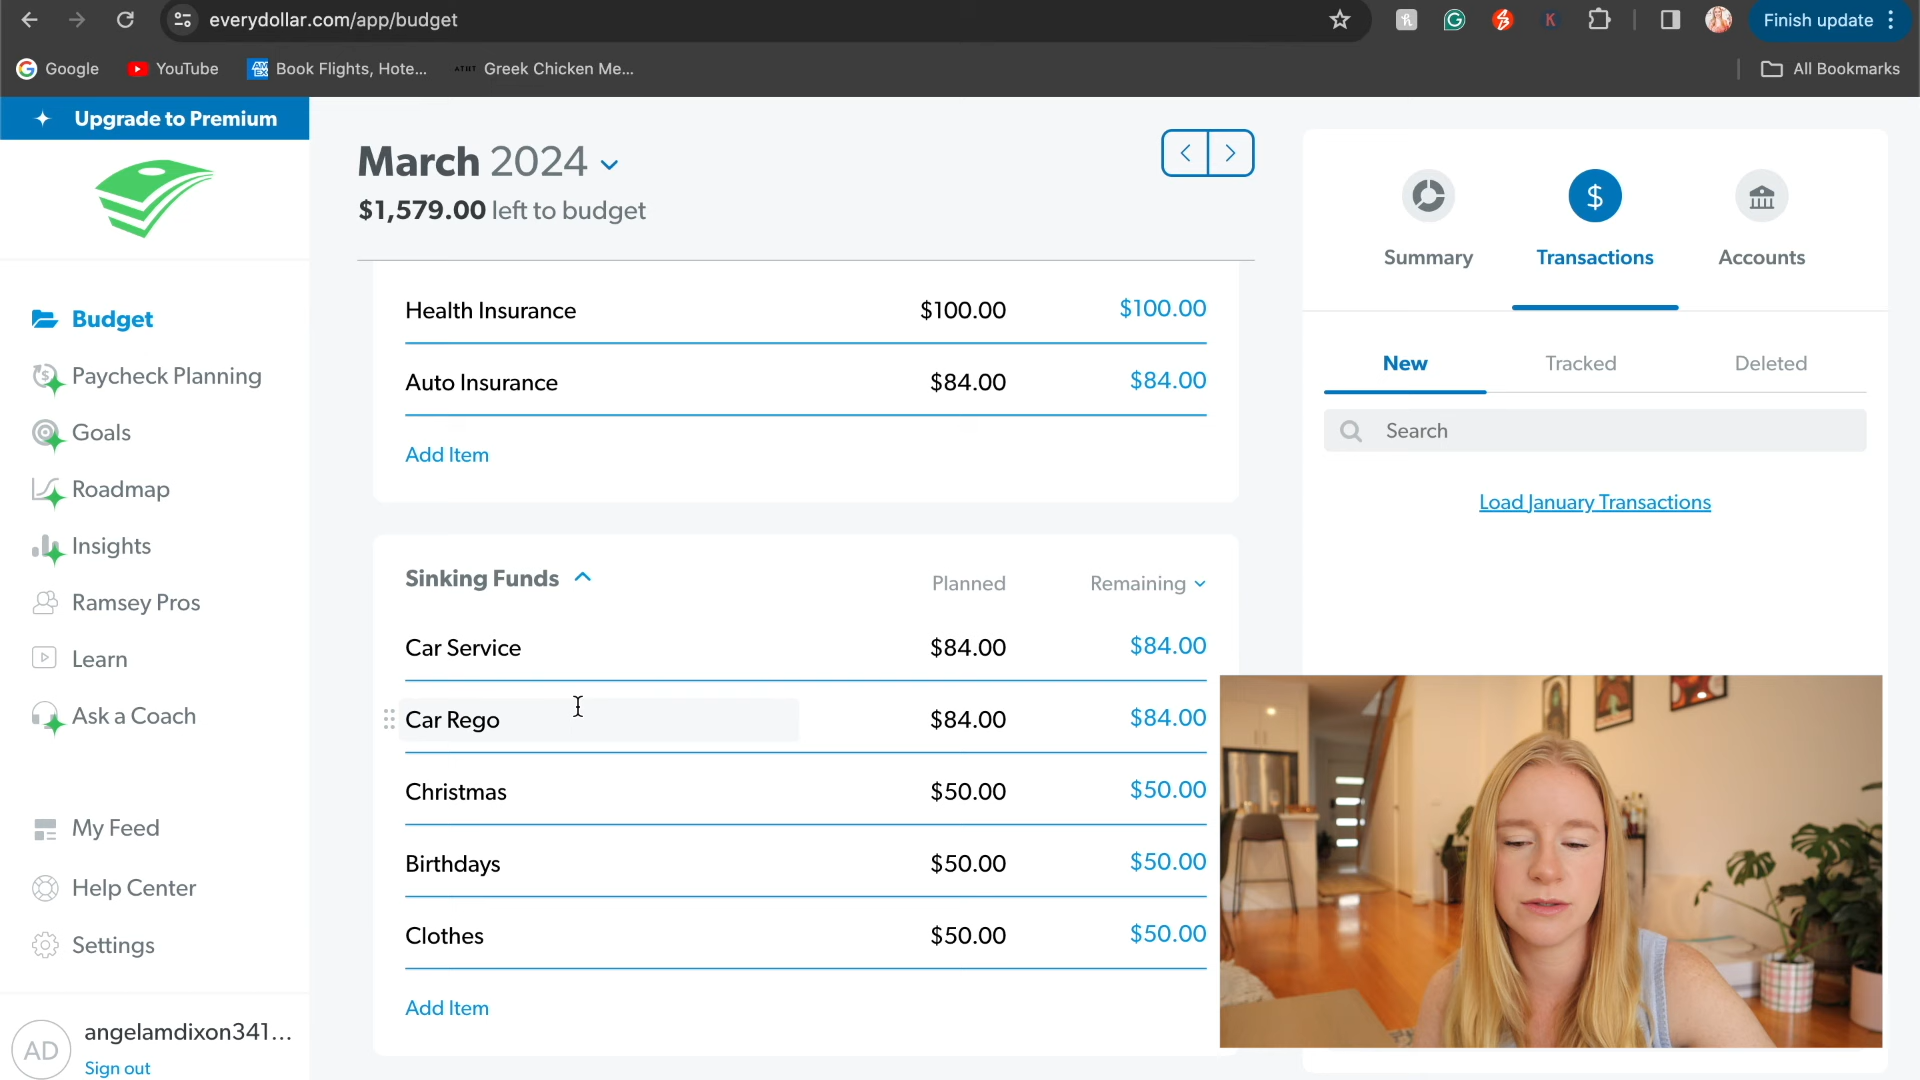 everydollar.com/app/budget
Finish update
Google
YouTube
Book Flights, Hote...
Greek Chicken Me...
All Bookmarks
Upgrade to Premium
Budget
Paycheck Planning
Goals
Roadmap
Insights
Ramsey Pros
Learn
Ask a Coach
My Feed
Help Center
Settings
AD
angelamdixon341...
Sign out
March 2024
$1,579.00 left to budget
Health Insurance $100.00 $100.00
Auto Insurance $84.00 $84.00
Add Item
Sinking Funds Planned Remaining
Car Service $84.00 $84.00
Car Rego $84.00 $84.00
Christmas $50.00 $50.00
Birthdays $50.00 $50.00
Clothes $50.00 $50.00
Add Item
Summary Transactions Accounts
New Tracked Deleted
Search
Load January Transactions